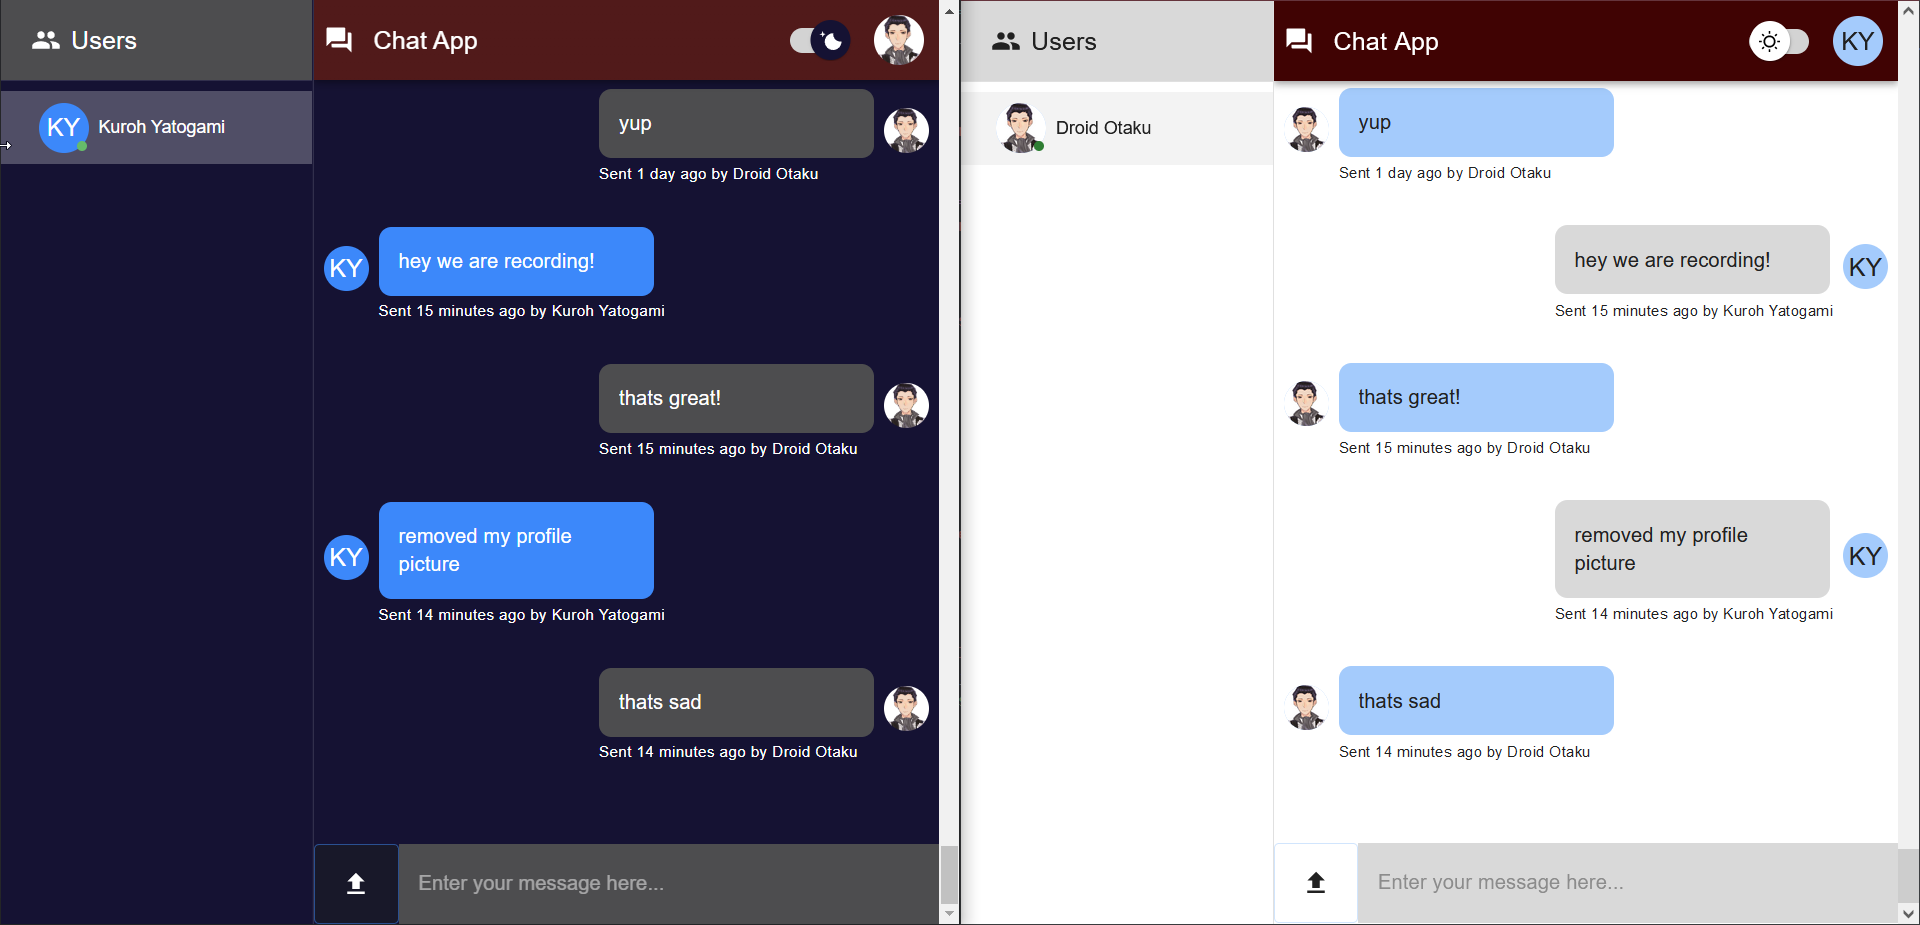 Users
Chat App
KY
Kuroh Yatogami
yup
Sent 1 day ago by Droid Otaku
KY
hey we are recording!
Sent 15 minutes ago by Kuroh Yatogami
thats great!
Sent 15 minutes ago by Droid Otaku
KY
removed my profile
picture
Sent 14 minutes ago by Kuroh Yatogami
thats sad
Sent 14 minutes ago by Droid Otaku
Enter your message here...
Users
Chat App
KY
Droid Otaku
yup
Sent 1 day ago by Droid Otaku
hey we are recording!
KY
Sent 15 minutes ago by Kuroh Yatogami
thats great!
Sent 15 minutes ago by Droid Otaku
removed my profile
picture
KY
Sent 14 minutes ago by Kuroh Yatogami
thats sad
Sent 14 minutes ago by Droid Otaku
Enter your message here...